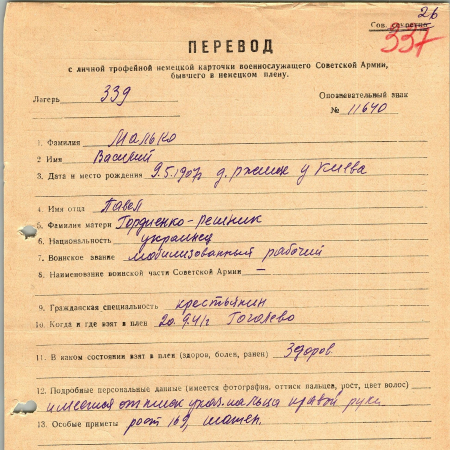 26
Сов. секретно
337
ПЕРЕВОД
с личной трофейной немецкой карточки военнослужащего Советской Армии,
бывшего в немецком плену.
Лагерь 339
Опознавательный знак
№ 11640
1. Фамилия Малько
2 Имя Василий
3. Дата и место рождения 9.5.1907 д. у Киева
4. Имя отца Павел
5. Фамилия матери Гордиенко-
6. Национальность украинец
7. Воинское звание мобилизованный рабочий
8. Наименование воинской части Советской Армии —
9. Гражданская специальность крестьянин
10. Когда и где взят в плен 20.9.41г Гоголево
11. В каком состоянии взят в плен (здоров, болен, ранен) Здоров
12. Подробные персональные данные (имеется фотография, оттиск пальцев, рост, цвет волос)
имеется оттиск указ. пальца правой руки
13. Особые приметы рост 169, шатен.